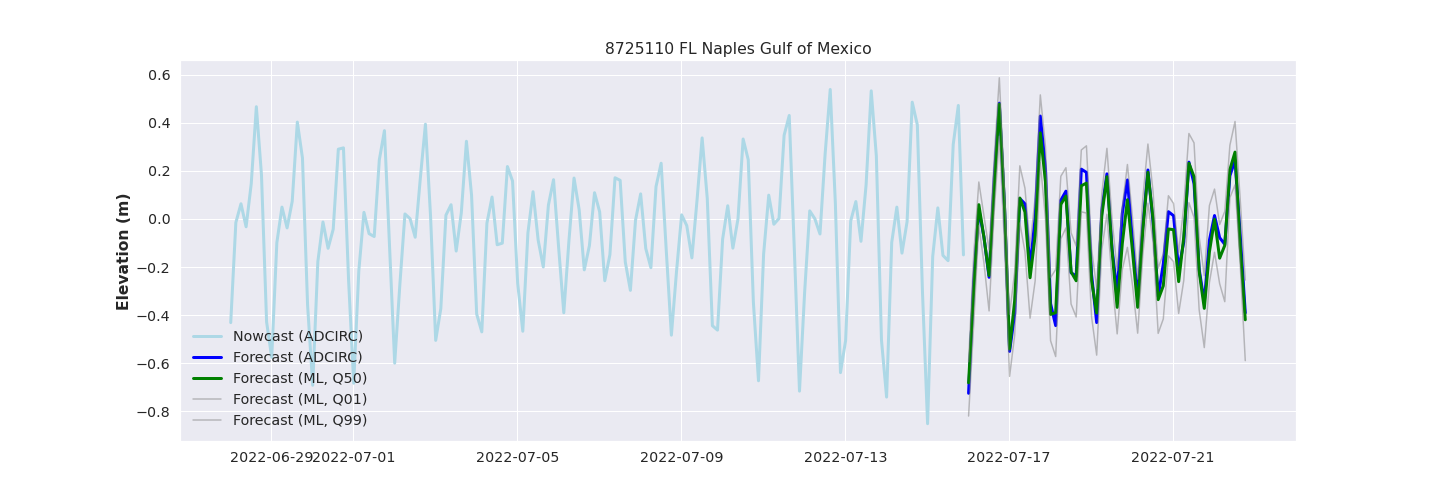 8725110 FL Naples Gulf of Mexico
Elevation (m)
0.6
0.4
0.2
0.0
−0.2
−0.4
−0.6
−0.8
Nowcast (ADCIRC)
Forecast (ADCIRC)
Forecast (ML, Q50)
Forecast (ML, Q01)
Forecast (ML, Q99)
2022-06-29 2022-07-01 2022-07-05 2022-07-09 2022-07-13 2022-07-17 2022-07-21